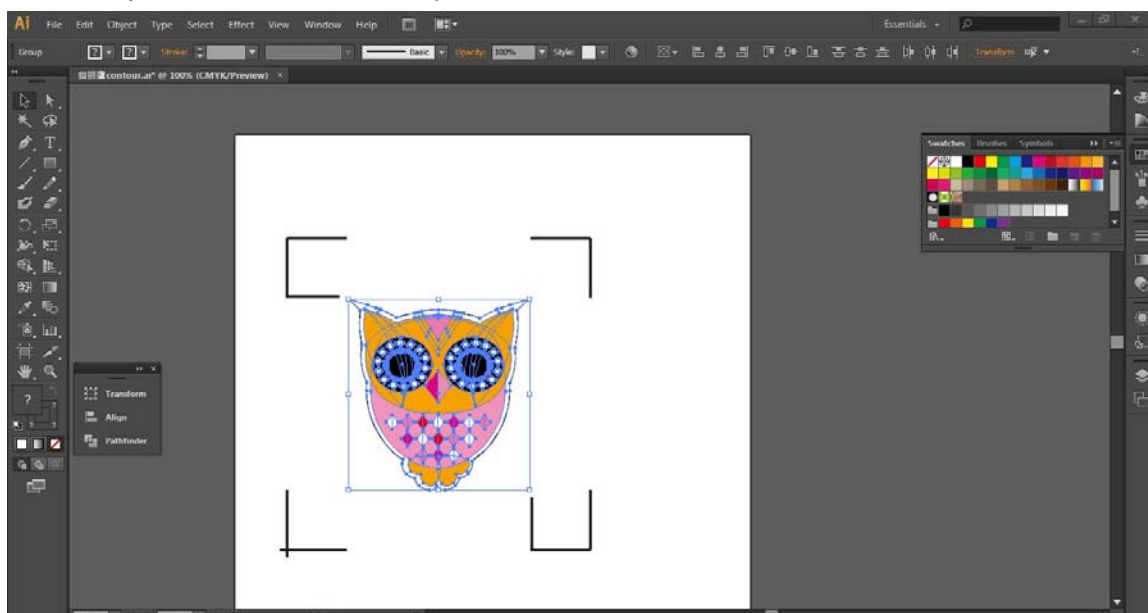 Ai File Edit Object Type Select Effect View Window Help
Essentials
Group ? ? Stroke: Basic Opacity: 100% Style: Transform
contour.ai* @ 100% (CMYK/Preview) ×
Swatches Brushes Symbols
Transform
Align
Pathfinder
?